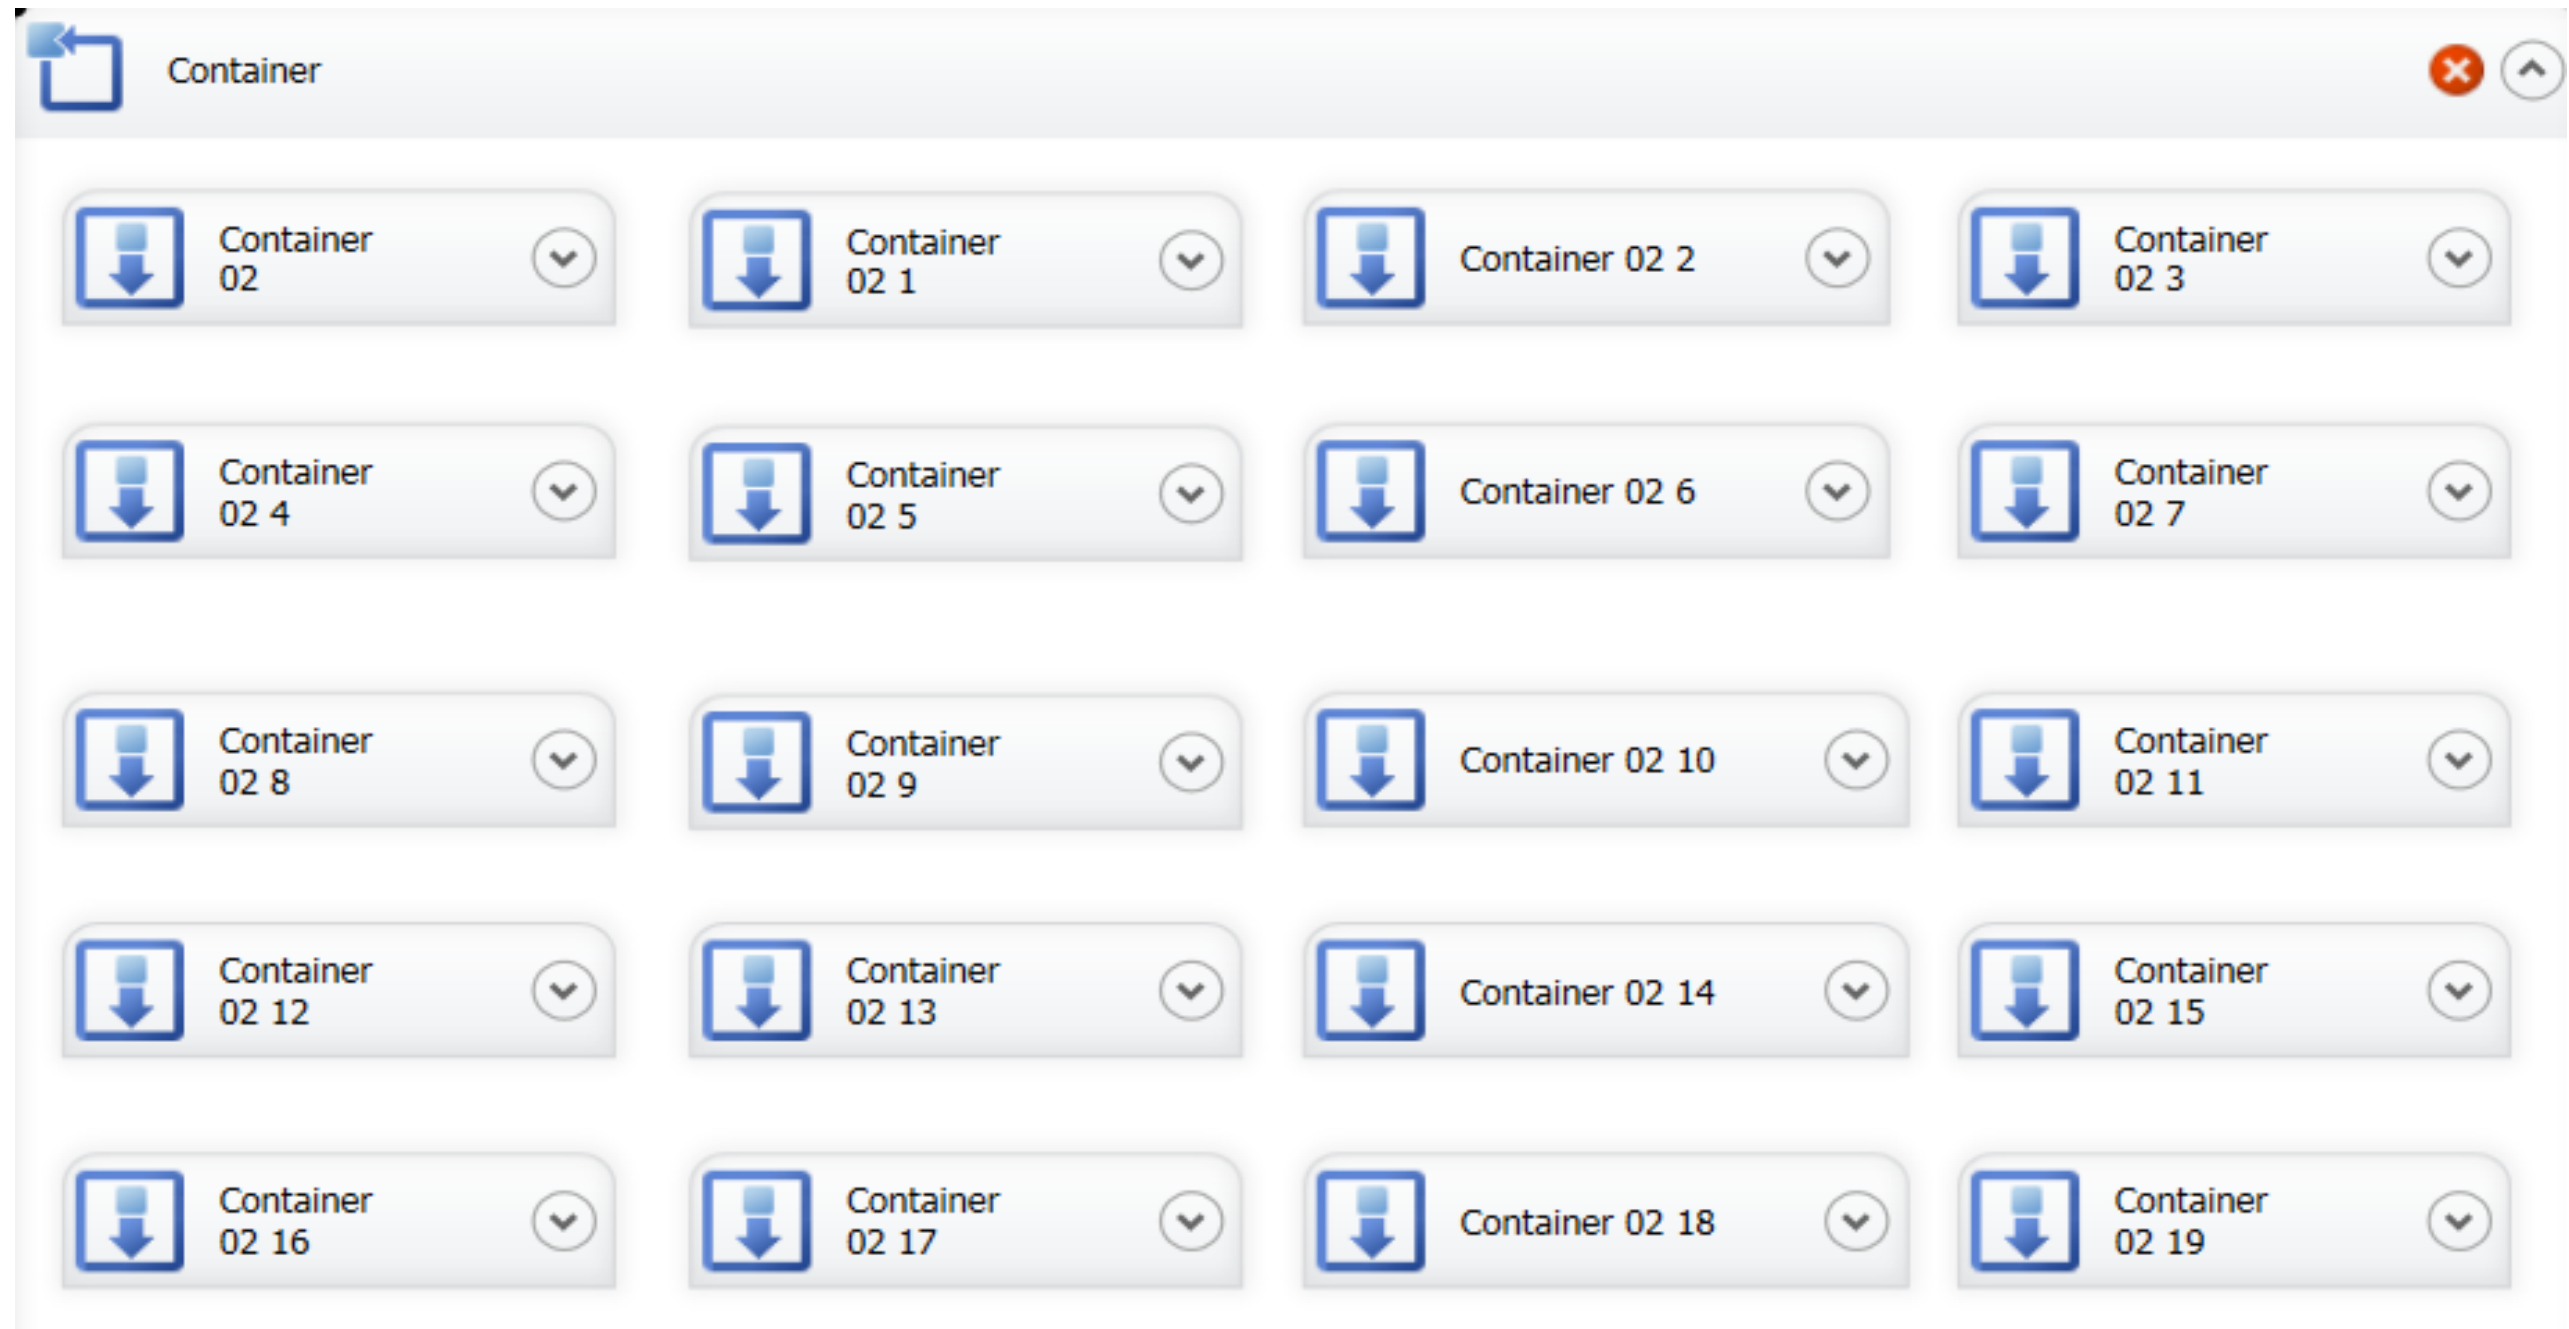 Container
Container
02
Container
02 1
Container 02 2
Container
02 3
Container
02 4
Container
02 5
Container 02 6
Container
02 7
Container
02 8
Container
02 9
Container 02 10
Container
02 11
Container
02 12
Container
02 13
Container 02 14
Container
02 15
Container
02 16
Container
02 17
Container 02 18
Container
02 19